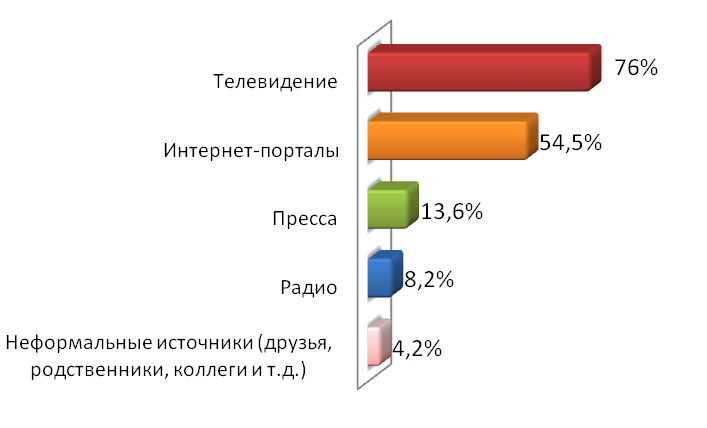 Телевидение 76%
Интернет-порталы 54,5%
Пресса 13,6%
Радио 8,2%
Неформальные источники (друзья,
родственники, коллеги и т.д.) 4,2%